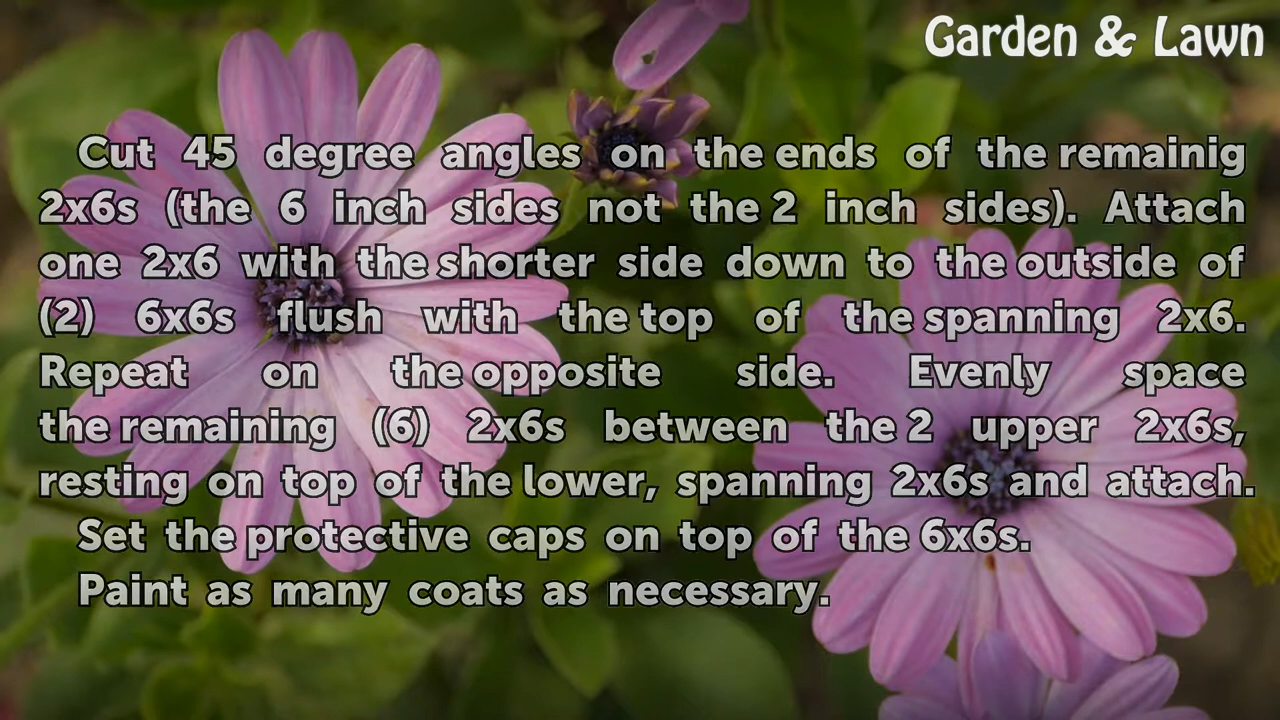 Garden & Lawn
Cut 45 degree angles on the ends of the remainig
2x6s (the 6 inch sides not the 2 inch sides). Attach
one 2x6 with the shorter side down to the outside of
(2) 6x6s flush with the top of the spanning 2x6.
Repeat on the opposite side. Evenly space
the remaining (6) 2x6s between the 2 upper 2x6s,
resting on top of the lower, spanning 2x6s and attach.
Set the protective caps on top of the 6x6s.
Paint as many coats as necessary.